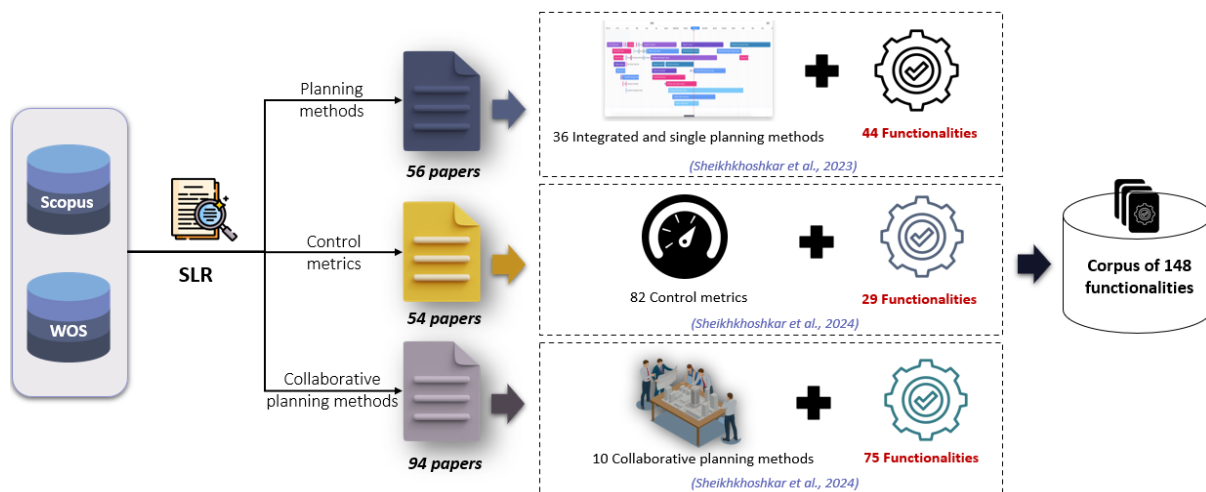 Scopus
WOS
SLR
Planning
methods
56 papers
36 Integrated and single planning methods
44 Functionalities
(Sheikhkhoshkar et al., 2023)
Control
metrics
54 papers
82 Control metrics
29 Functionalities
(Sheikhkhoshkar et al., 2024)
Collaborative
planning methods
94 papers
10 Collaborative planning methods
75 Functionalities
(Sheikhkhoshkar et al., 2024)
Corpus of 148
functionalities